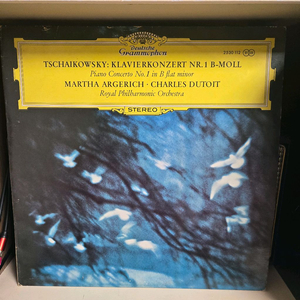 Deutsche
Grammophon
TSCHAIKOWSKY: KLAVIERKONZERT NR.1 B-MOLL
Piano Concerto No.1 in B flat minor
MARTHA ARGERICH · CHARLES DUTOIT
Royal Philharmonic Orchestra
STEREO